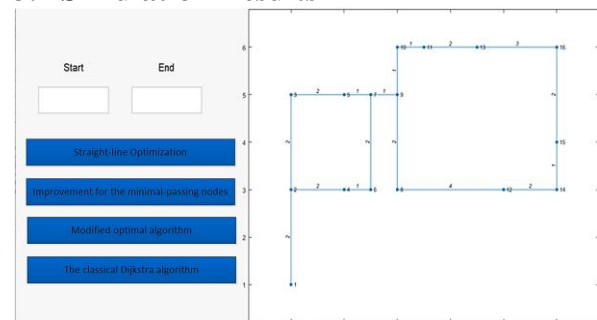 Start End
Straight-line Optimization
Improvement for the minimal-passing nodes
Modified optimal algorithm
The classical Dijkstra algorithm
6 10 1 11 2 13 3 16
1 2
5 3 2 5 1 7 1 9
4 2 2 2 15
1
3 2 2 4 1 6 8 4 12 2 14
2 2
1 1